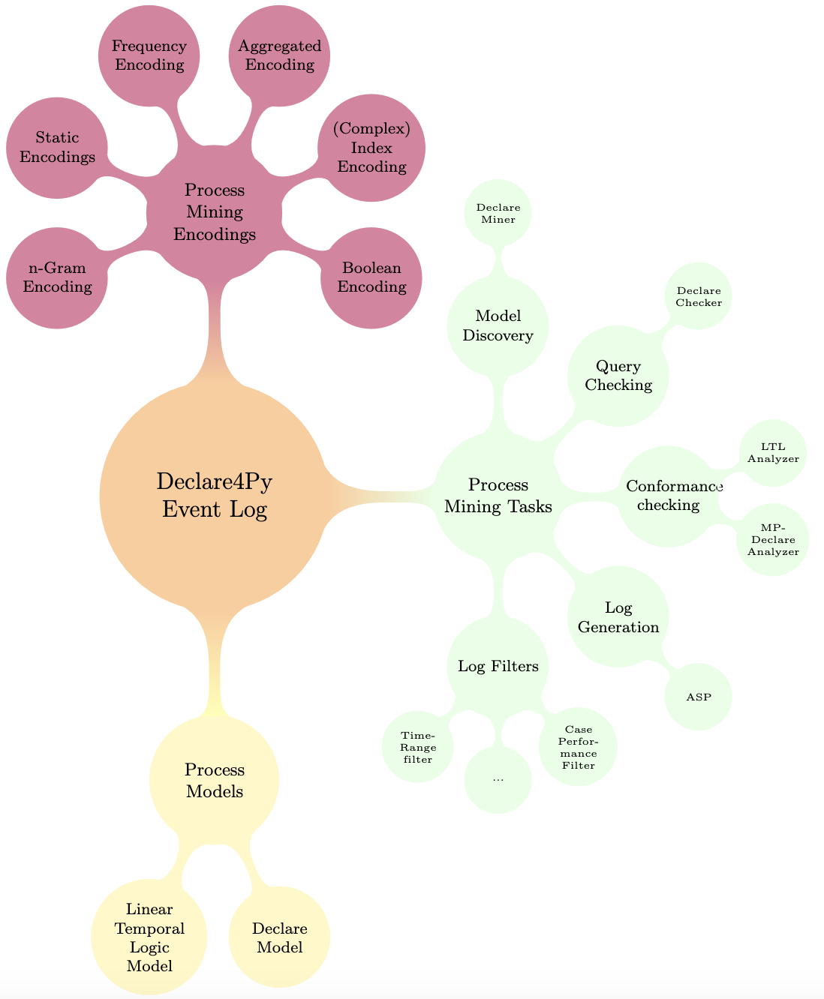 Frequency
Encoding
Aggregated
Encoding
Static
Encodings
(Complex)
Index
Encoding
Process
Mining
Encodings
n-Gram
Encoding
Boolean
Encoding
Declare
Miner
Model
Discovery
Declare
Checker
Query
Checking
LTL
Analyzer
Declare4Py
Event Log
Process
Mining Tasks
Conformance
checking
MP-
Declare
Analyzer
Log
Generation
ASP
Log Filters
Time-
Range
filter
...
Case
Perfor-
mance
Filter
Process
Models
Linear
Temporal
Logic
Model
Declare
Model